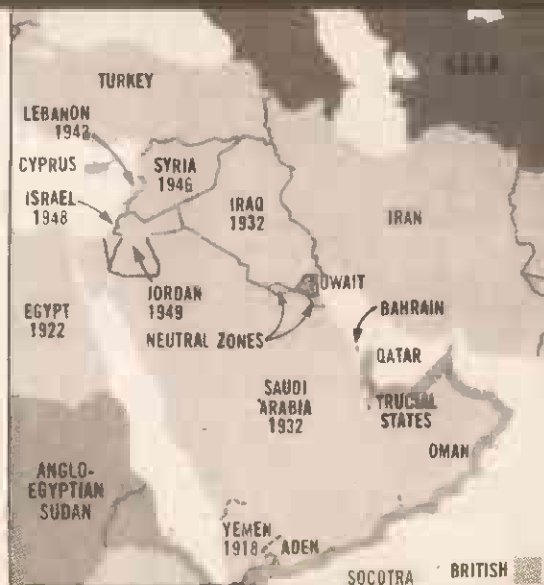 TURKEY
U.S.S.R.
LEBANON
1943
CYPRUS
SYRIA
1946
ISRAEL
1948
IRAQ
1932
IRAN
JORDAN
1949
KUWAIT
NEUTRAL ZONES
BAHRAIN
EGYPT
1922
QATAR
SAUDI
ARABIA
1932
TRUCIAL
STATES
OMAN
ANGLO-
EGYPTIAN
SUDAN
YEMEN
1918
ADEN
SOCOTRA
BRITISH